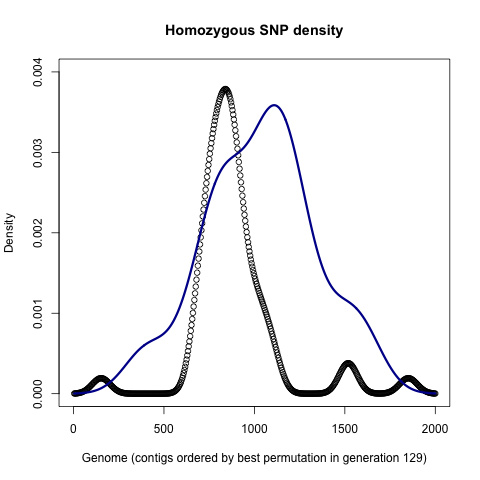 Homozygous SNP density
Density
0.004
0.003
0.002
0.001
0.000
0 500 1000 1500 2000
Genome (contigs ordered by best permutation in generation 129)